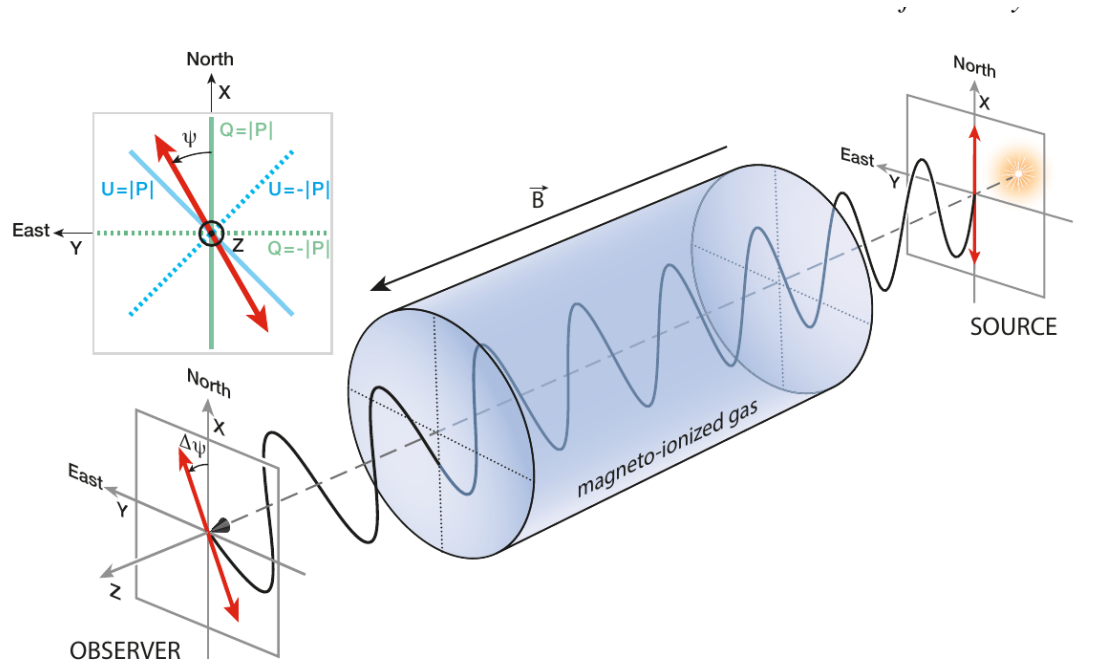 North
X
Q=|P|
ψ
U=|P|
U=-|P|
East
Y
Z
Q=-|P|
B
North
X
East
Y
SOURCE
magneto-ionized gas
North
X
Δψ
East
Y
Z
OBSERVER